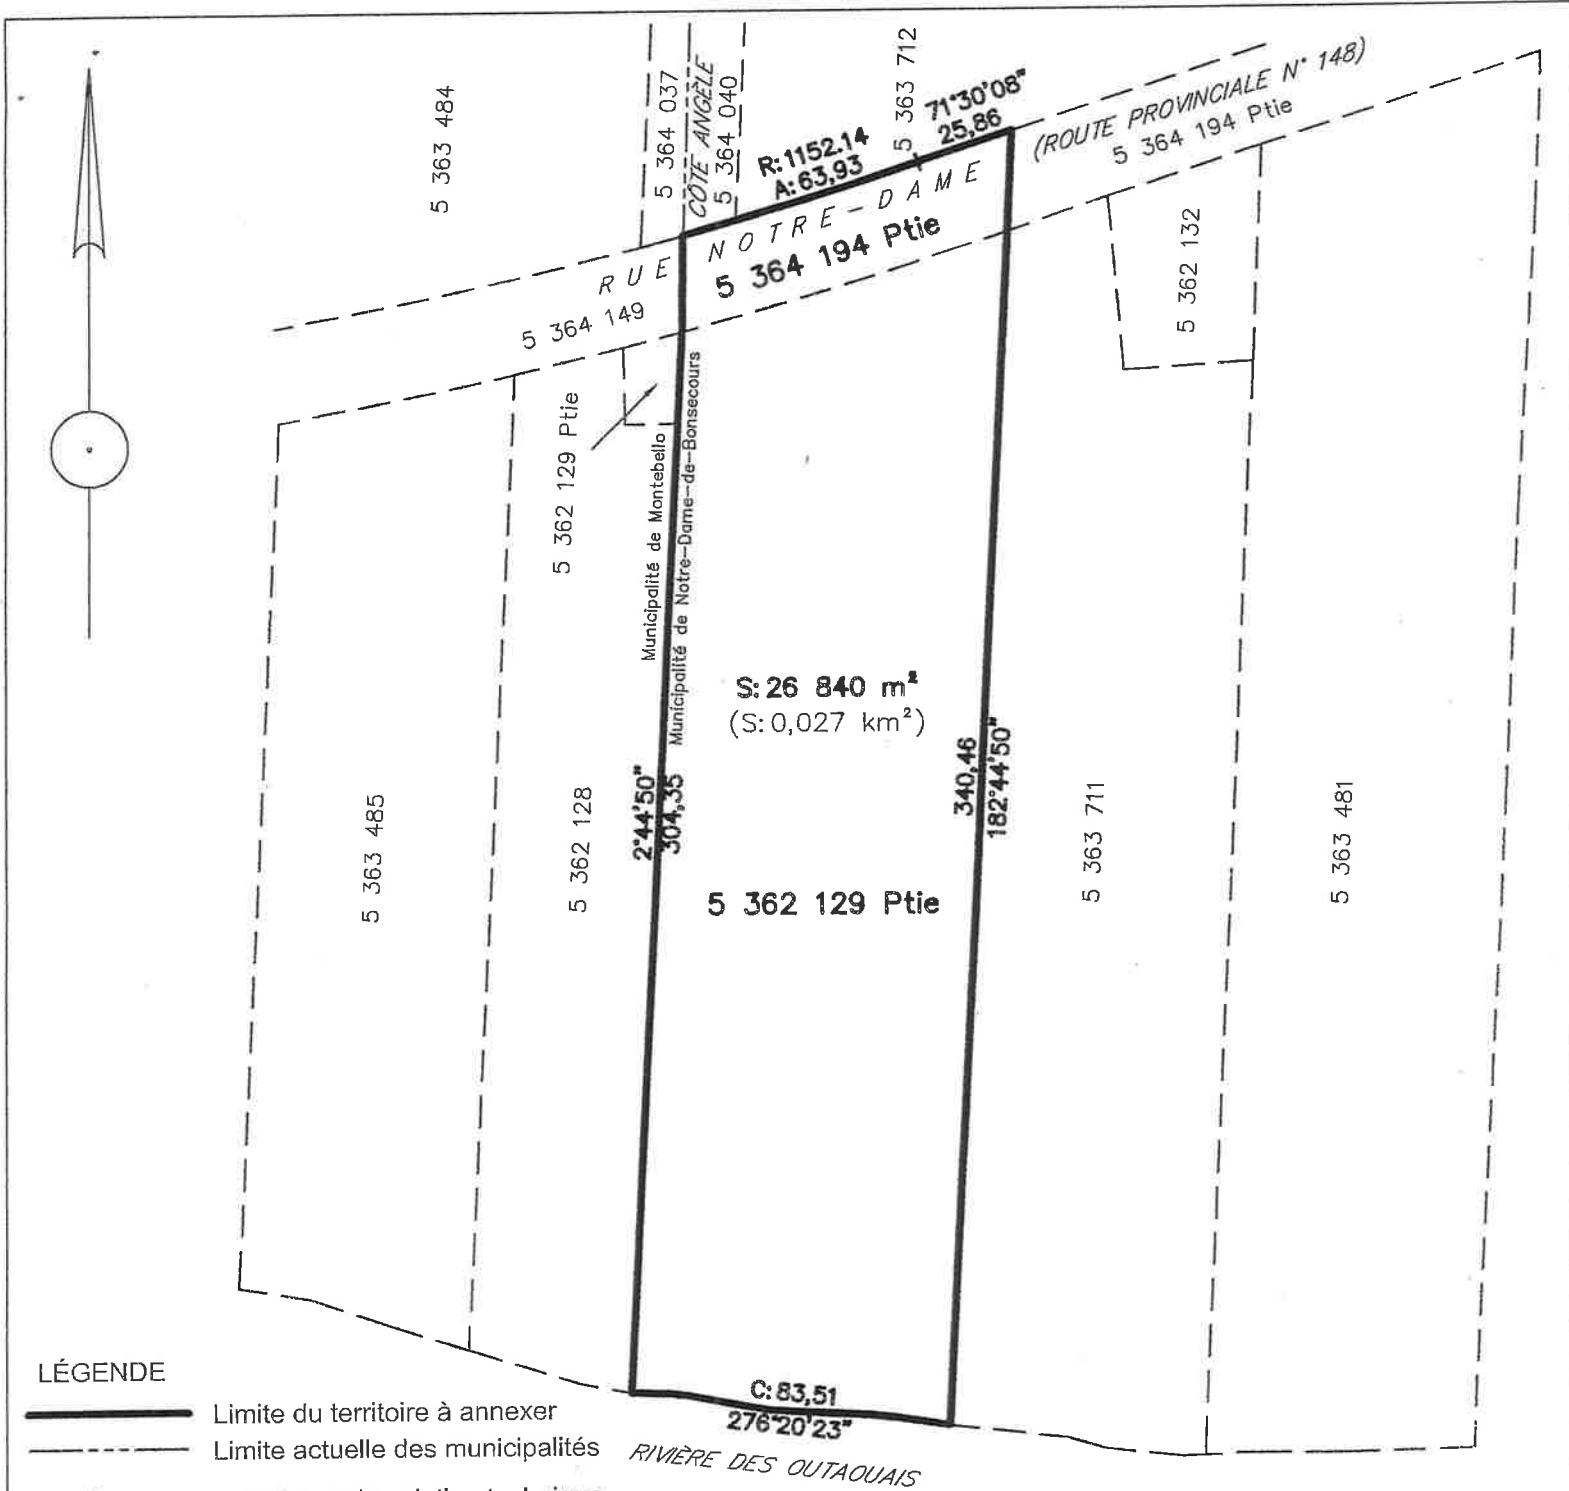 5 363 484
5 364 037
CÔTE ANGÈLE
5 364 040
5 363 712
71°30'08"
25,86
R: 1152.14
A: 63,93
(ROUTE PROVINCIALE N° 148)
5 364 194 Ptie
RUE NOTRE-DAME
5 364 194 Ptie
5 364 149
5 362 132
5 362 129 Ptie
Municipalité de Montebello
Municipalité de Notre-Dame-de-Bonsecours
S: 26 840 m²
(S: 0,027 km²)
2°44'50"
304,35
340,46
182°44'50"
5 363 485
5 362 128
5 362 129 Ptie
5 363 711
5 363 481
C: 83,51
276°20'23"
RIVIÈRE DES OUTAOUAIS
LÉGENDE
Limite du territoire à annexer
Limite actuelle des municipalités